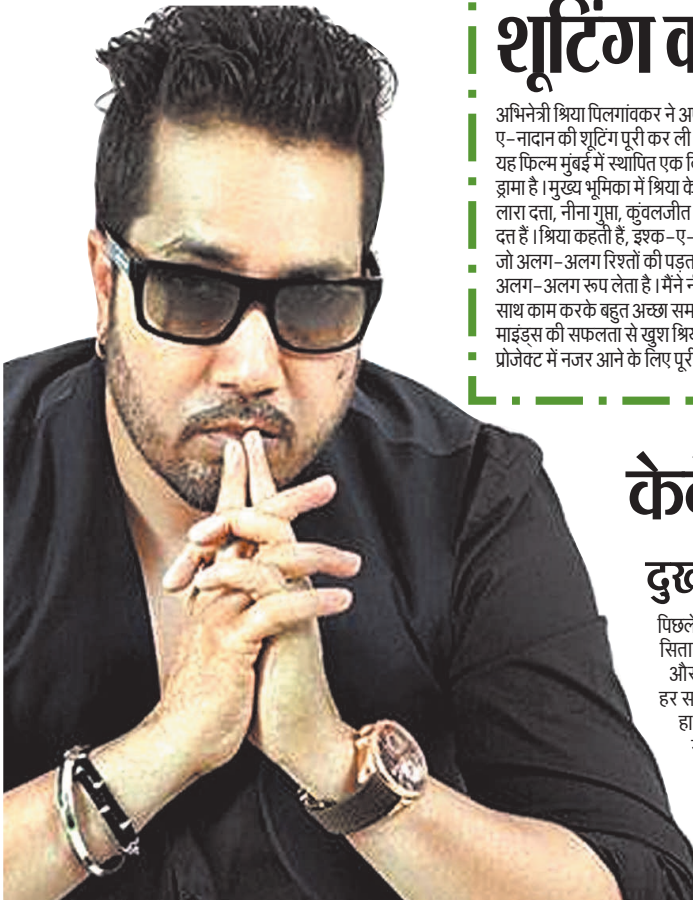 शूटिंग
अभिनेत्री श्रिया पिलगांवकर ने
ए-नादान की शूटिंग पूरी कर ली
यह फिल्म मुंबई में स्थापित एक
ड्रामा है। मुख्य भूमिका में श्रिया के
लारा दत्ता, नीना गुप्ता, कुंवलजीत
दत्त हैं। श्रिया कहती हैं, इश्क-ए-
जो अलग-अलग रिश्तों की
अलग-अलग रूप लेता है। मैंने
साथ काम करके बहुत अच्छा सम
माइंड्स की सफलता से खुश
प्रोजेक्ट में नजर आने के लिए पूरी
के
दुख
पिछले
सिता
और
हर स
हा